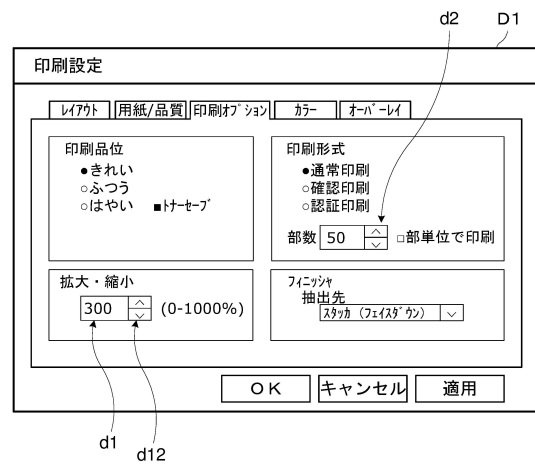 d2 D1
印刷設定
ﾚｲｱｳﾄ 用紙/品質 印刷ｵﾌﾟｼｮﾝ ｶﾗｰ ｵｰﾊﾞｰﾚｲ
印刷品位
●きれい
○ふつう
○はやい ■ﾄﾅｰｾｰﾌﾞ
印刷形式
●通常印刷
○確認印刷
○認証印刷
部数 50 □部単位で印刷
拡大・縮小
300 (0-1000%)
ﾌｨﾆｯｼｬ
抽出先
ｽﾀｯｶ (ﾌｪｲｽﾀﾞｳﾝ)
OK キャンセル 適用
d1
d12